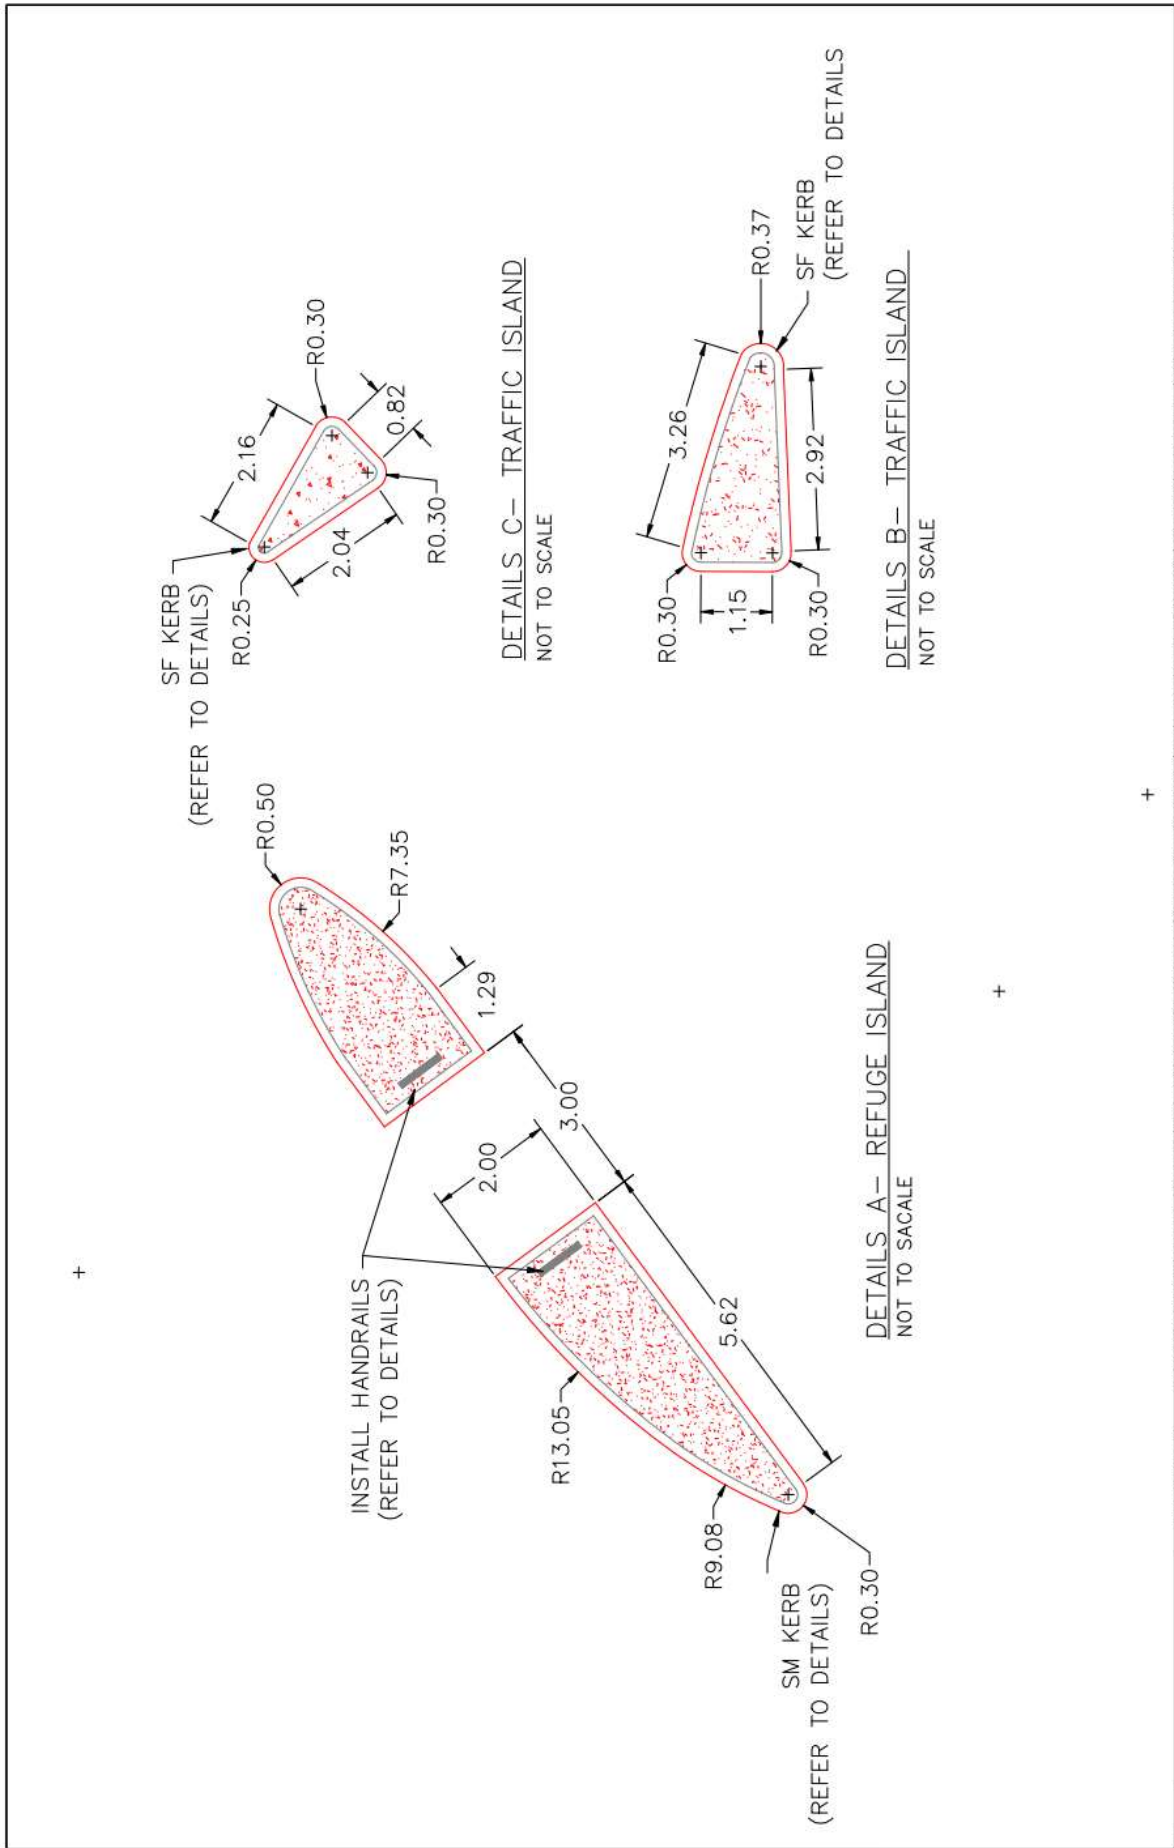 SF KERB
(REFER TO DETAILS)
R0.25
2.16
R0.30
0.82
2.04
R0.30
DETAILS C– TRAFFIC ISLAND
NOT TO SCALE
R0.30
3.26
R0.37
SF KERB
(REFER TO DETAILS)
1.15
2.92
R0.30
DETAILS B– TRAFFIC ISLAND
NOT TO SCALE
R0.50
R7.35
1.29
3.00
2.00
INSTALL HANDRAILS
(REFER TO DETAILS)
R13.05
5.62
R9.08
SM KERB
(REFER TO DETAILS)
R0.30
DETAILS A– REFUGE ISLAND
NOT TO SACALE